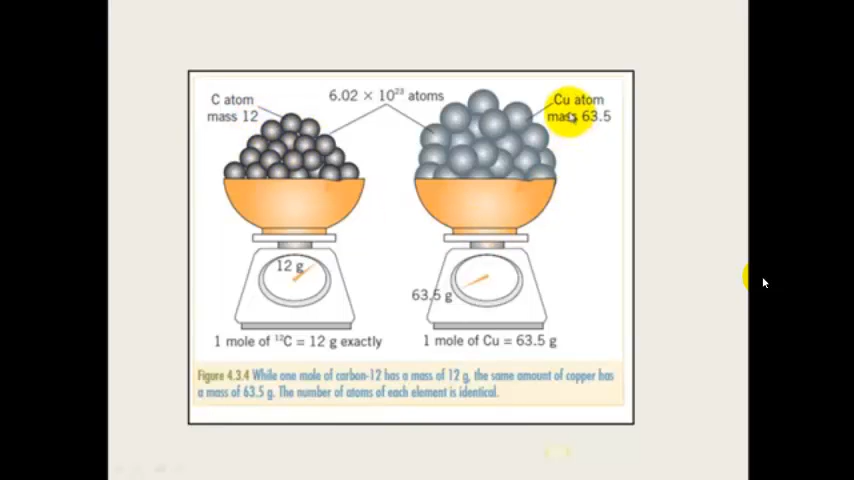 C atom
mass 12
6.02 × 10²³ atoms
Cu atom
mass 63.5
12 g
63.5 g
1 mole of ¹²C = 12 g exactly
1 mole of Cu = 63.5 g
Figure 4.3.4 While one mole of carbon-12 has a mass of 12 g, the same amount of copper has
a mass of 63.5 g. The number of atoms of each element is identical.